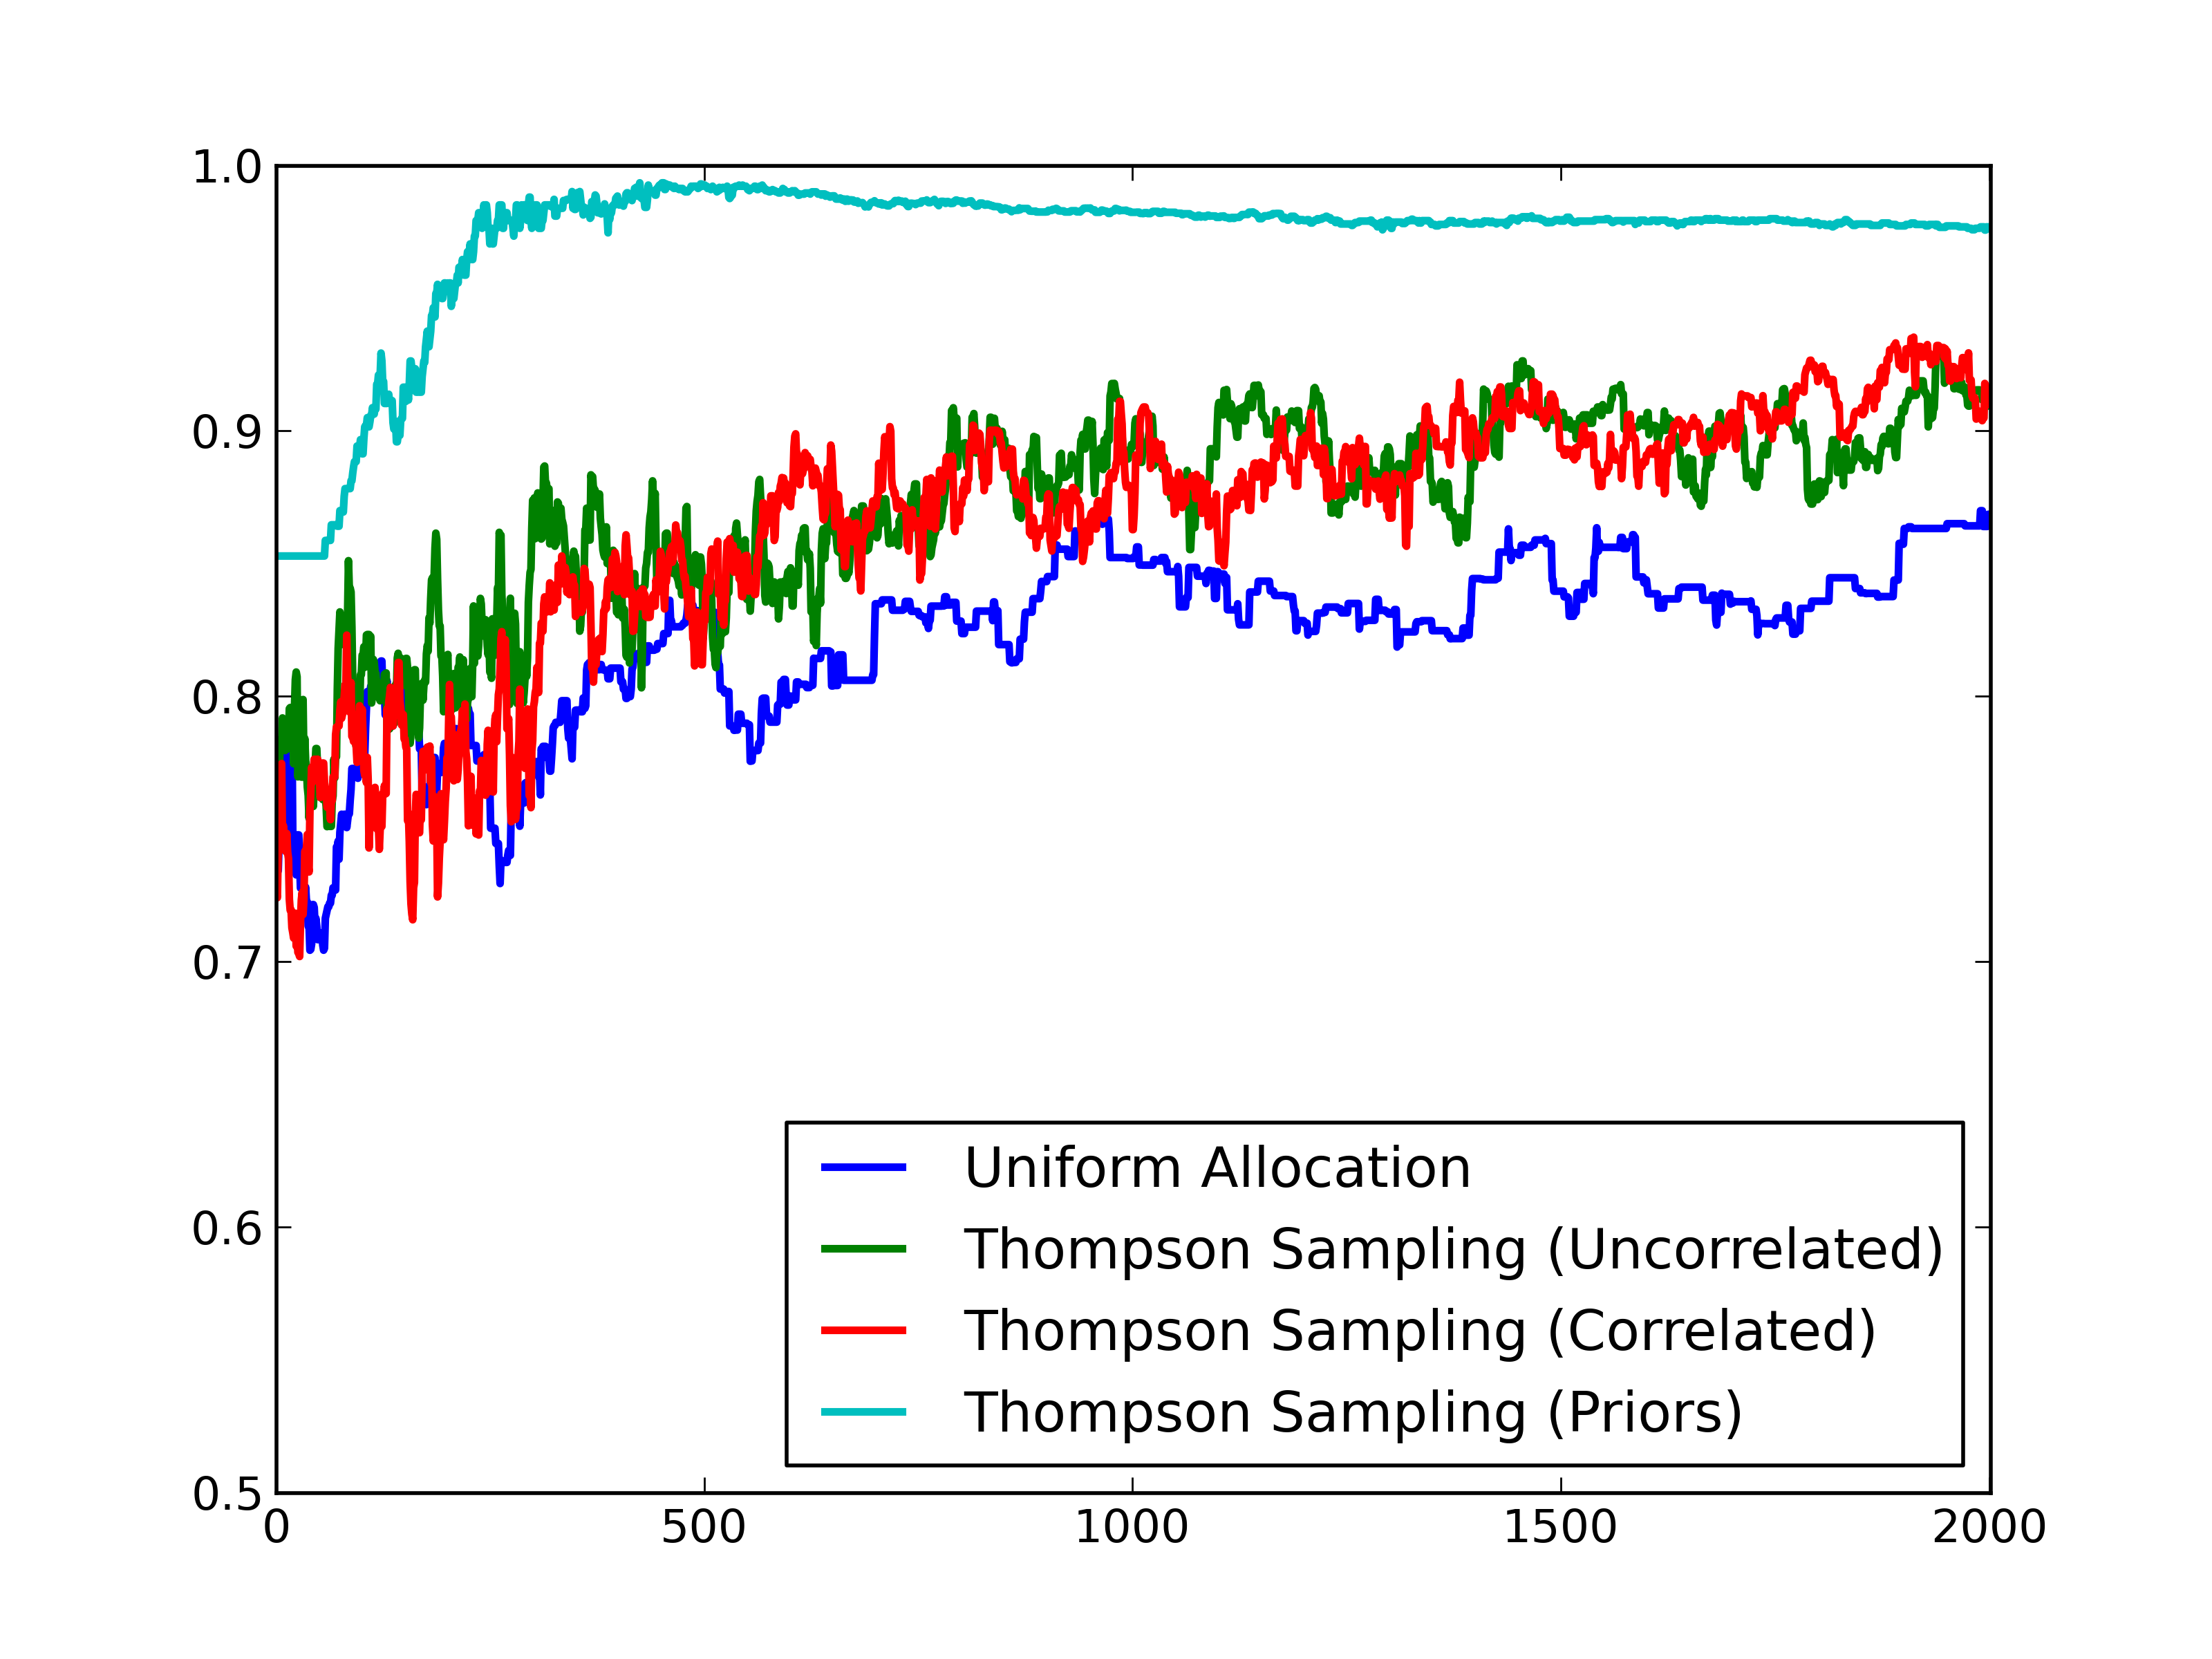 1.0
0.9
0.8
0.7
0.6
0.5
0
500
1000
1500
2000
Uniform Allocation
Thompson Sampling (Uncorrelated)
Thompson Sampling (Correlated)
Thompson Sampling (Priors)